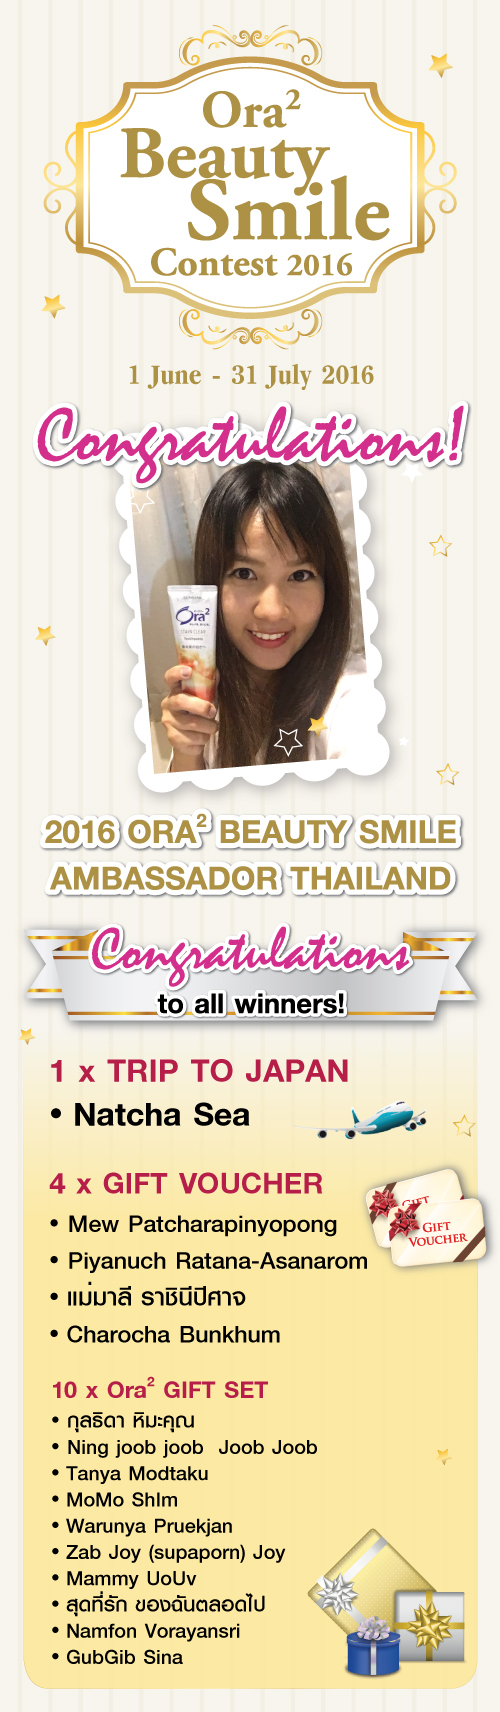 Ora²
Beauty
Smile
Contest 2016
1 June - 31 July 2016
Congratulations!
Ora²
STAIN CLEAR
2016 ORA² BEAUTY SMILE
AMBASSADOR THAILAND
Congratulations
to all winners!
1 x TRIP TO JAPAN
• Natcha Sea
4 x GIFT VOUCHER
GIFT
GIFT
VOUCHER
• Mew Patcharapinyopong
• Piyanuch Ratana-Asanarom
• แม่มาลี ราชินีปีศาจ
• Charocha Bunkhum
10 x Ora² GIFT SET
• กุลธิดา หิมะคุณ
• Ning joob joob  Joob Joob
• Tanya Modtaku
• MoMo ShIm
• Warunya Pruekjan
• Zab Joy (supaporn) Joy
• Mammy UoUv
• สุดที่รัก ของฉันตลอดไป
• Namfon Vorayansri
• GubGib Sina